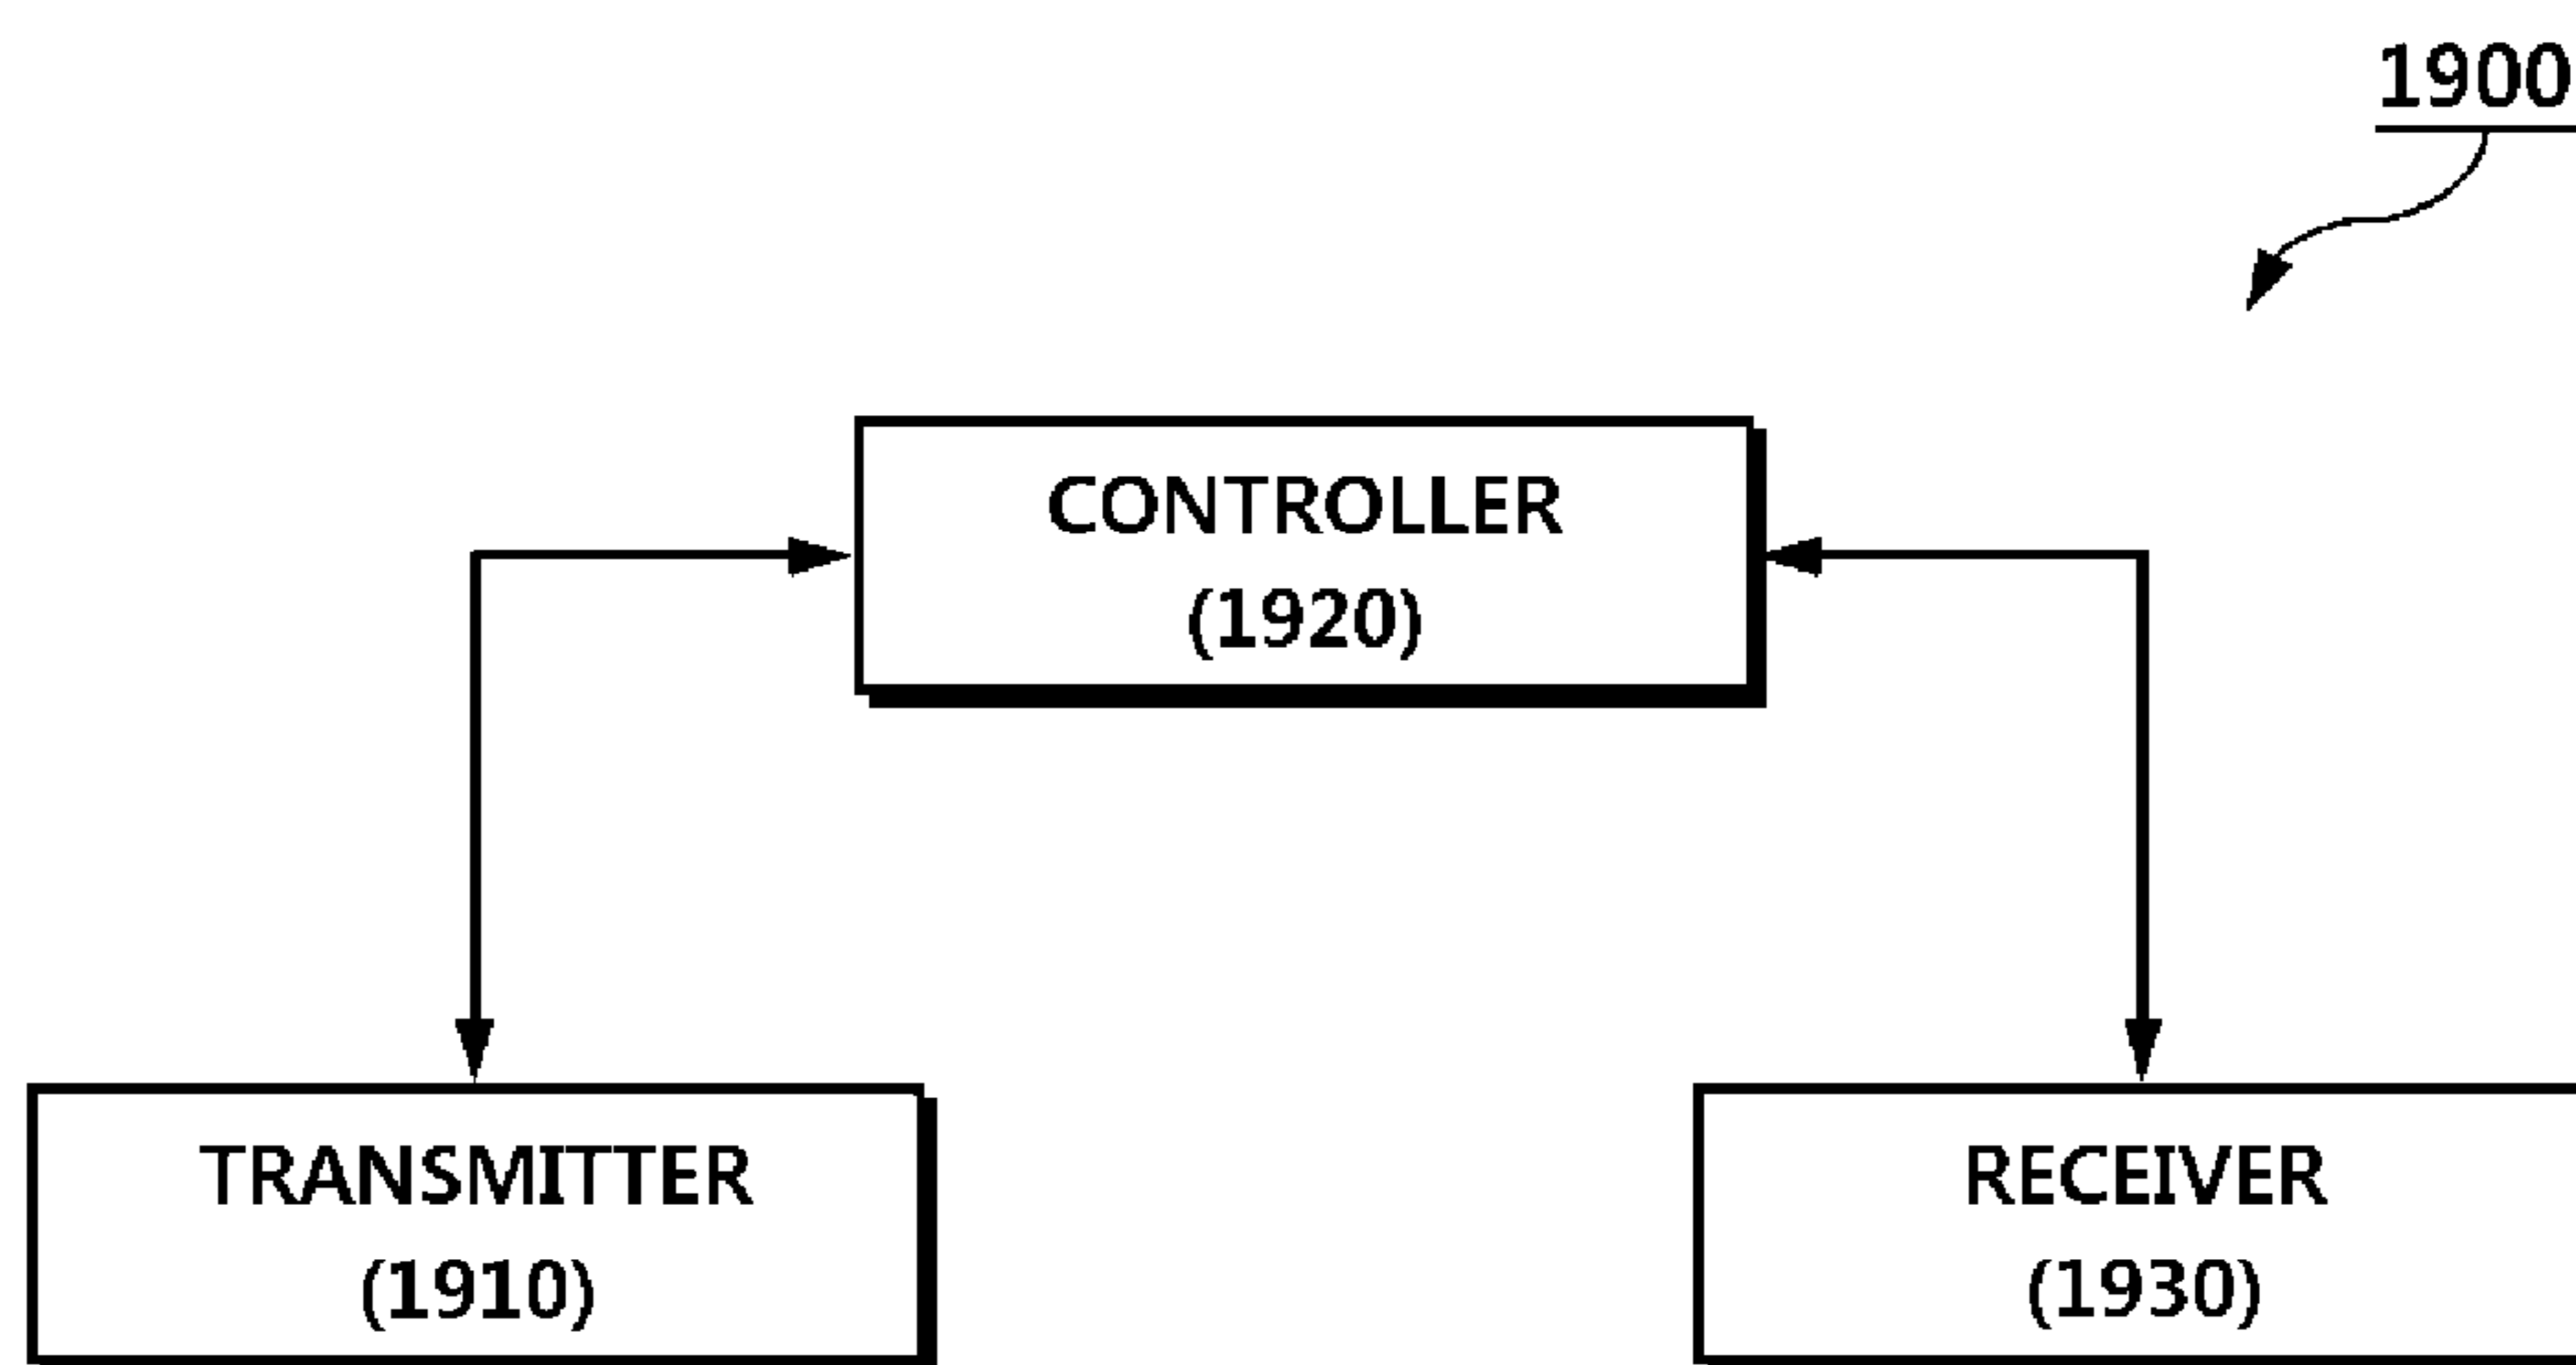 1900
CONTROLLER
(1920)
TRANSMITTER
(1910)
RECEIVER
(1930)